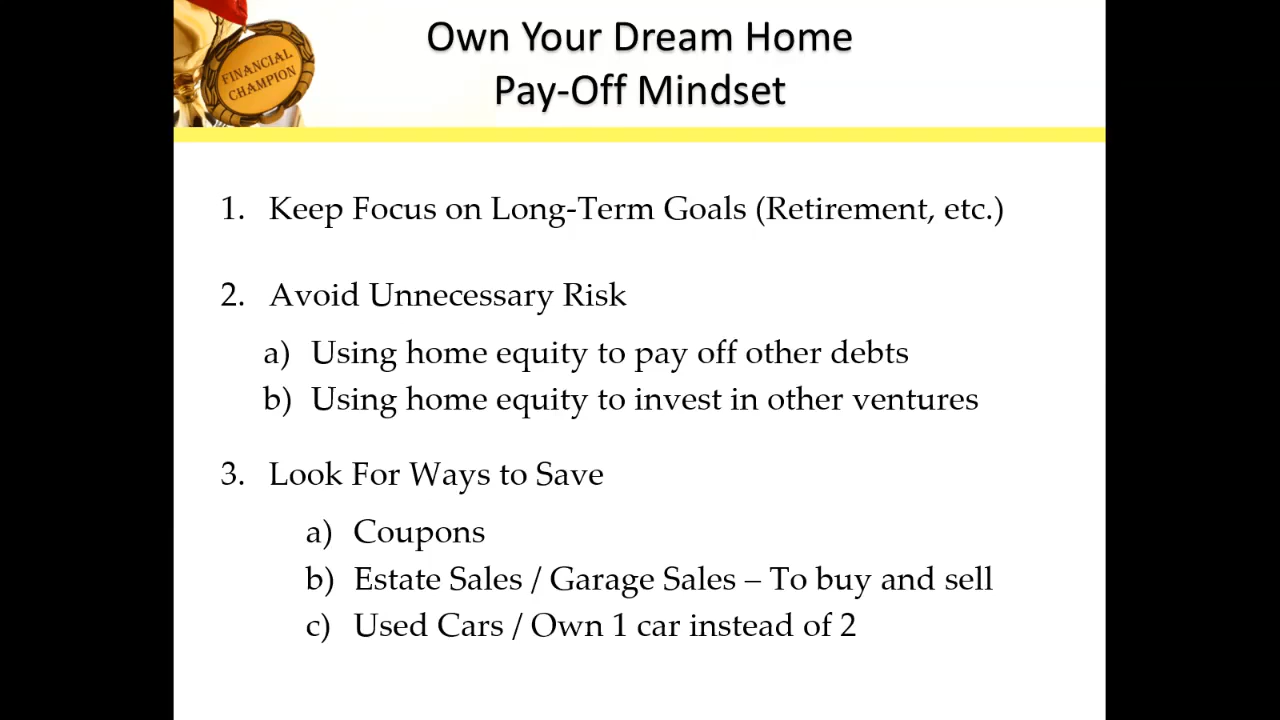 FINANCIAL
CHAMPION
Own Your Dream Home
Pay-Off Mindset
1. Keep Focus on Long-Term Goals (Retirement, etc.)
2. Avoid Unnecessary Risk
a) Using home equity to pay off other debts
b) Using home equity to invest in other ventures
3. Look For Ways to Save
a) Coupons
b) Estate Sales / Garage Sales – To buy and sell
c) Used Cars / Own 1 car instead of 2